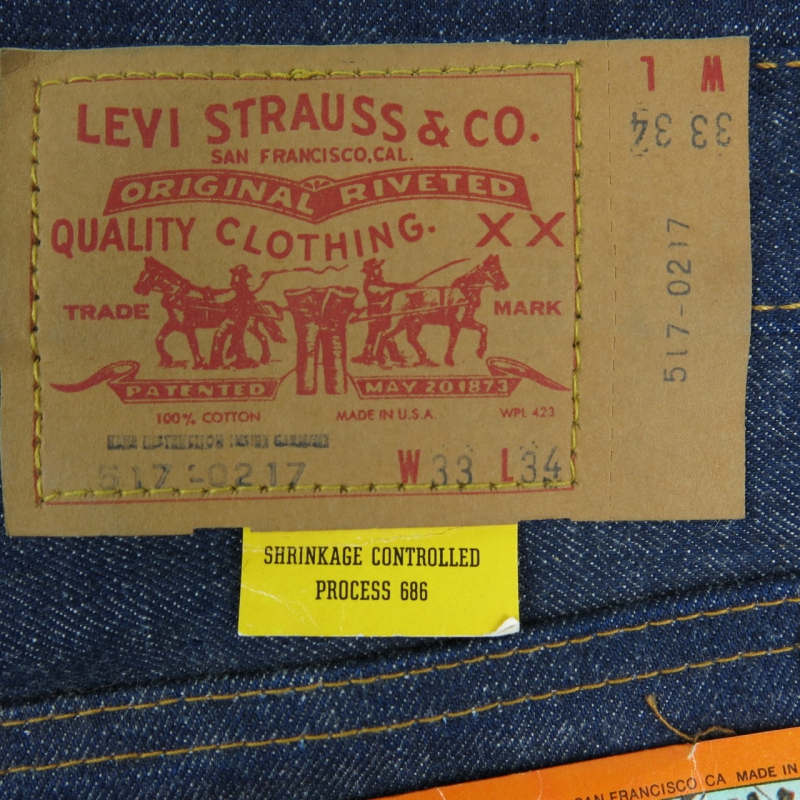 LEVI STRAUSS & CO.
SAN FRANCISCO, CAL.
ORIGINAL RIVETED
QUALITY CLOTHING. XX
TRADE MARK
PATENTED MAY 20 1873
100% COTTON MADE IN U.S.A. WPL 423
517-0217 W 33 L 34
W 33
L 34
517-0217
SHRINKAGE CONTROLLED
PROCESS 686
SAN FRANCISCO CA MADE IN